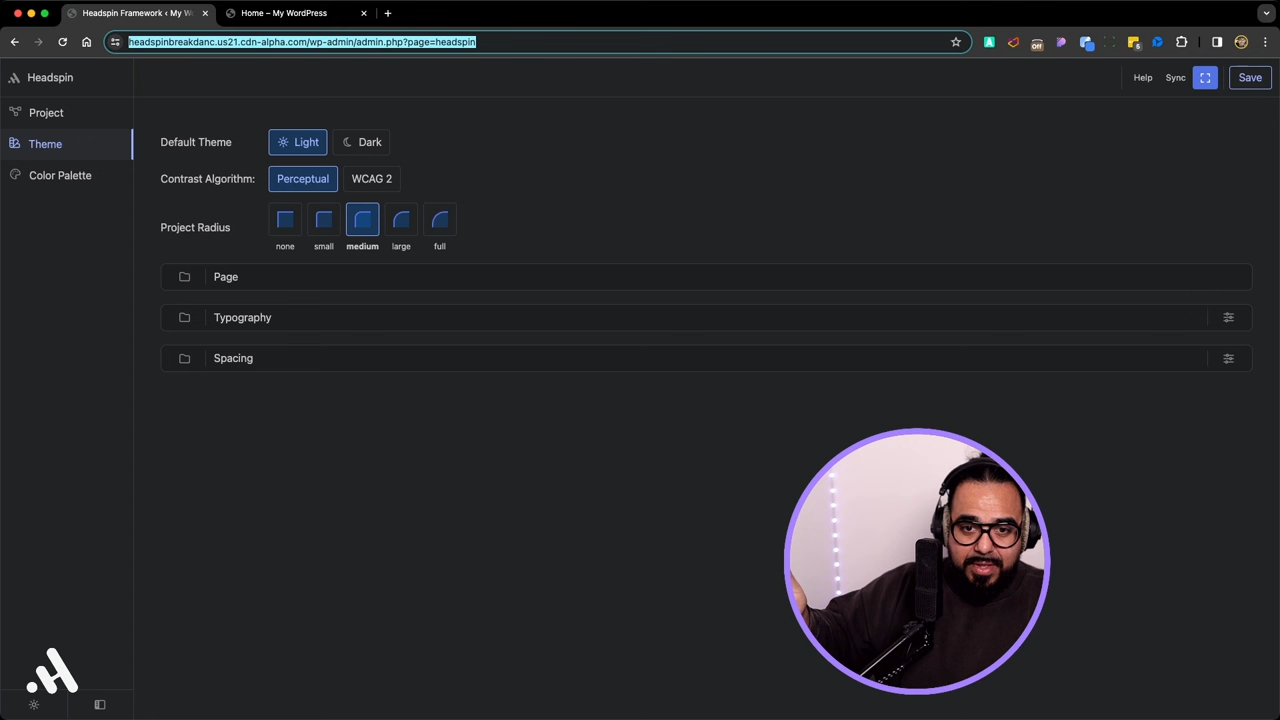 Headspin Framework ‹ My W
Home – My WordPress
headspinbreakdanc.us21.cdn-alpha.com/wp-admin/admin.php?page=headspin
A
Off
5
Headspin
Help
Sync
Save
Project
Theme
Color Palette
Default Theme
Light
Dark
Contrast Algorithm:
Perceptual
WCAG 2
Project Radius
none
small
medium
large
full
Page
Typography
Spacing